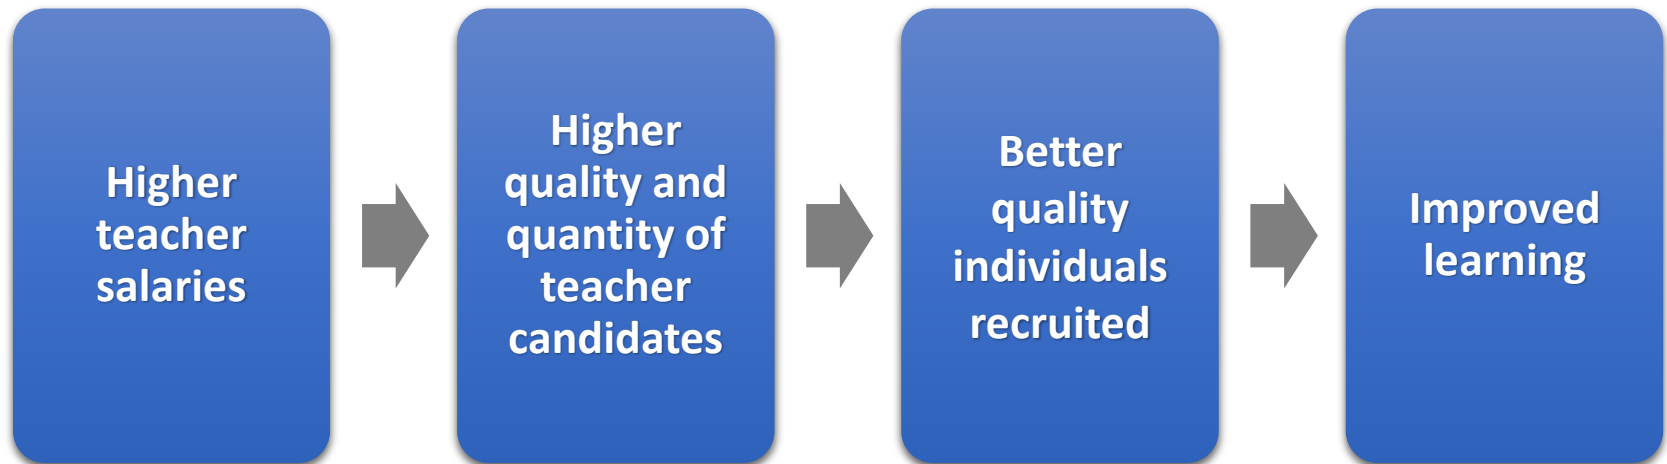 Higher
teacher
salaries
Higher
quality and
quantity of
teacher
candidates
Better
quality
individuals
recruited
Improved
learning